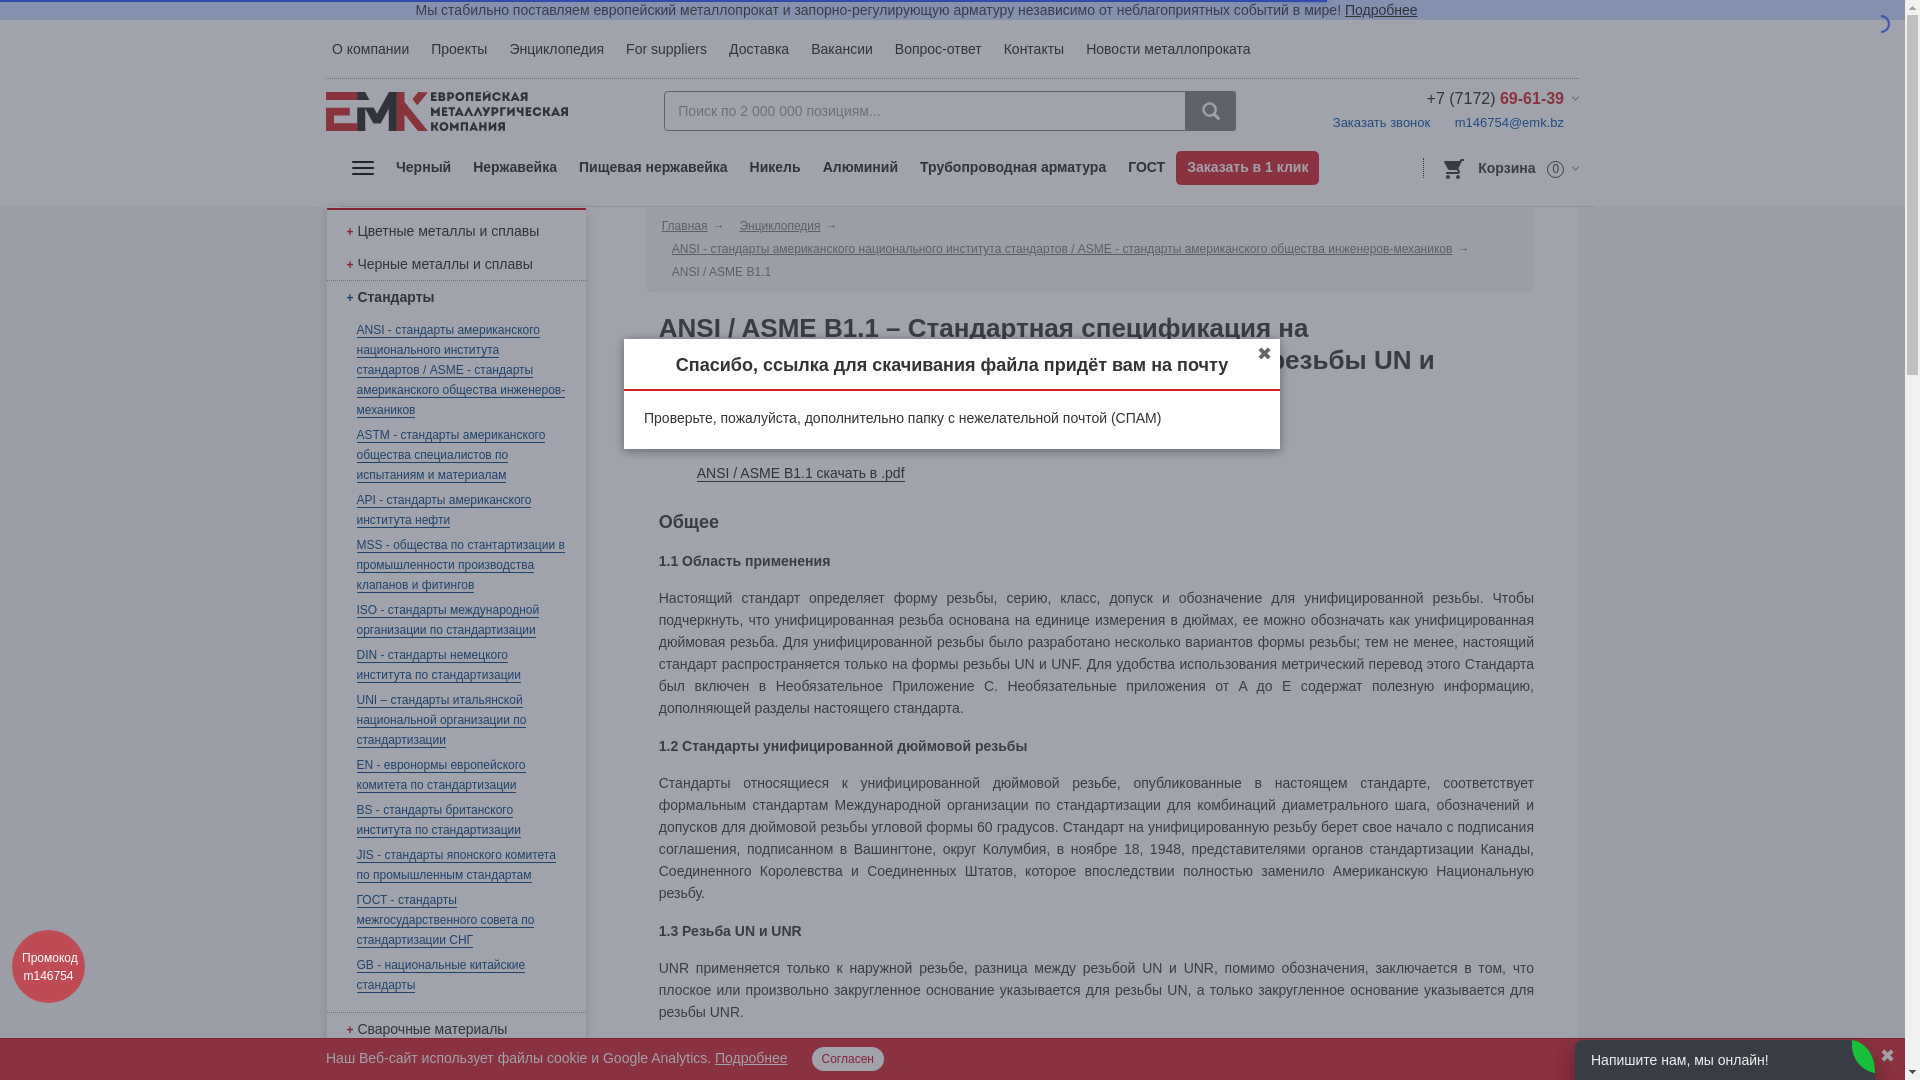 Мы стабильно поставляем европейский металлопрокат и запорно-регулирующую арматуру независимо от неблагоприятных событий в мире! Подробнее
О компании Проекты Энциклопедия For suppliers Доставка Вакансии Вопрос-ответ Контакты Новости металлопроката
ЕВРОПЕЙСКАЯ
МЕТАЛЛУРГИЧЕСКАЯ
КОМПАНИЯ
ЕМК
Поиск по 2 000 000 позициям...
+7 (7172) 69-61-39
Заказать звонок m146754@emk.bz
Черный Нержавейка Пищевая нержавейка Никель Алюминий Трубопроводная арматура ГОСТ Заказать в 1 клик
Корзина 0
+ Цветные металлы и сплавы
+ Черные металлы и сплавы
+ Стандарты
ANSI - стандарты американского
национального института
стандартов / ASME - стандарты
американского общества инженеров-
механиков
ASTM - стандарты американского
общества специалистов по
испытаниям и материалам
API - стандарты американского
института нефти
MSS - общества по стантартизации в
промышленности производства
клапанов и фитингов
ISO - стандарты международной
организации по стандартизации
DIN - стандарты немецкого
института по стандартизации
UNI – стандарты итальянской
национальной организации по
стандартизации
EN - евронормы европейского
комитета по стандартизации
BS - стандарты британского
института по стандартизации
JIS - стандарты японского комитета
по промышленным стандартам
ГОСТ - стандарты
межгосударственного совета по
стандартизации СНГ
GB - национальные китайские
стандарты
+ Сварочные материалы
Главная → Энциклопедия →
ANSI - стандарты американского национального института стандартов / ASME - стандарты американского общества инженеров-механиков →
ANSI / ASME B1.1
ANSI / ASME B1.1 – Стандартная спецификация на
резьбы UN и
Спасибо, ссылка для скачивания файла придёт вам на почту
✖
Проверьте, пожалуйста, дополнительно папку с нежелательной почтой (СПАМ)
ANSI / ASME B1.1 скачать в .pdf
Общее
1.1 Область применения
Настоящий стандарт определяет форму резьбы, серию, класс, допуск и обозначение для унифицированной резьбы. Чтобы
подчеркнуть, что унифицированная резьба основана на единице измерения в дюймах, ее можно обозначать как унифицированная
дюймовая резьба. Для унифицированной резьбы было разработано несколько вариантов формы резьбы; тем не менее, настоящий
стандарт распространяется только на формы резьбы UN и UNF. Для удобства использования метрический перевод этого Стандарта
был включен в Необязательное Приложение С. Необязательные приложения от А до Е содержат полезную информацию,
дополняющей разделы настоящего стандарта.
1.2 Стандарты унифицированной дюймовой резьбы
Стандарты относящиеся к унифицированной дюймовой резьбе, опубликованные в настоящем стандарте, соответствует
формальным стандартам Международной организации по стандартизации для комбинаций диаметрального шага, обозначений и
допусков для дюймовой резьбы угловой формы 60 градусов. Стандарт на унифицированную резьбу берет свое начало с подписания
соглашения, подписанном в Вашингтоне, округ Колумбия, в ноябре 18, 1948, представителями органов стандартизации Канады,
Соединенного Королевства и Соединенных Штатов, которое впоследствии полностью заменило Американскую Национальную
резьбу.
1.3 Резьба UN и UNR
UNR применяется только к наружной резьбе, разница между резьбой UN и UNR, помимо обозначения, заключается в том, что
плоское или произвольно закругленное основание указывается для резьбы UN, а только закругленное основание указывается для
резьбы UNR.
Промокод
m146754
Наш Веб-сайт использует файлы cookie и Google Analytics. Подробнее Согласен
Напишите нам, мы онлайн!
✖